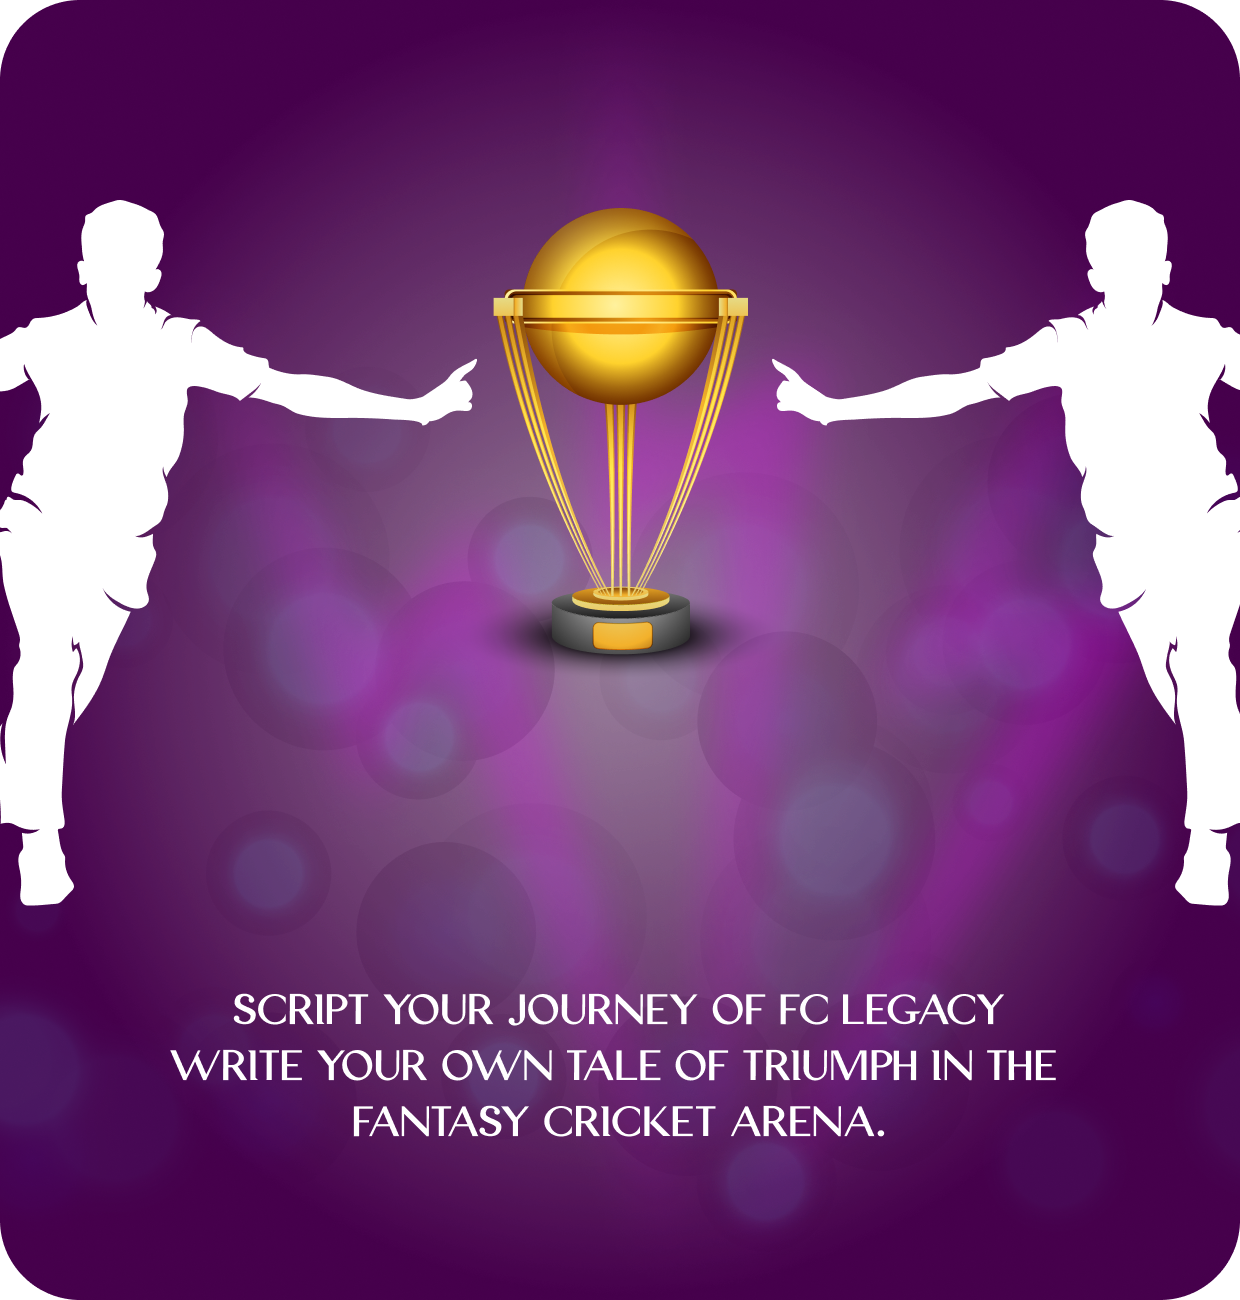 SCRIPT YOUR JOURNEY OF FC LEGACY
WRITE YOUR OWN TALE OF TRIUMPH IN THE
FANTASY CRICKET ARENA.